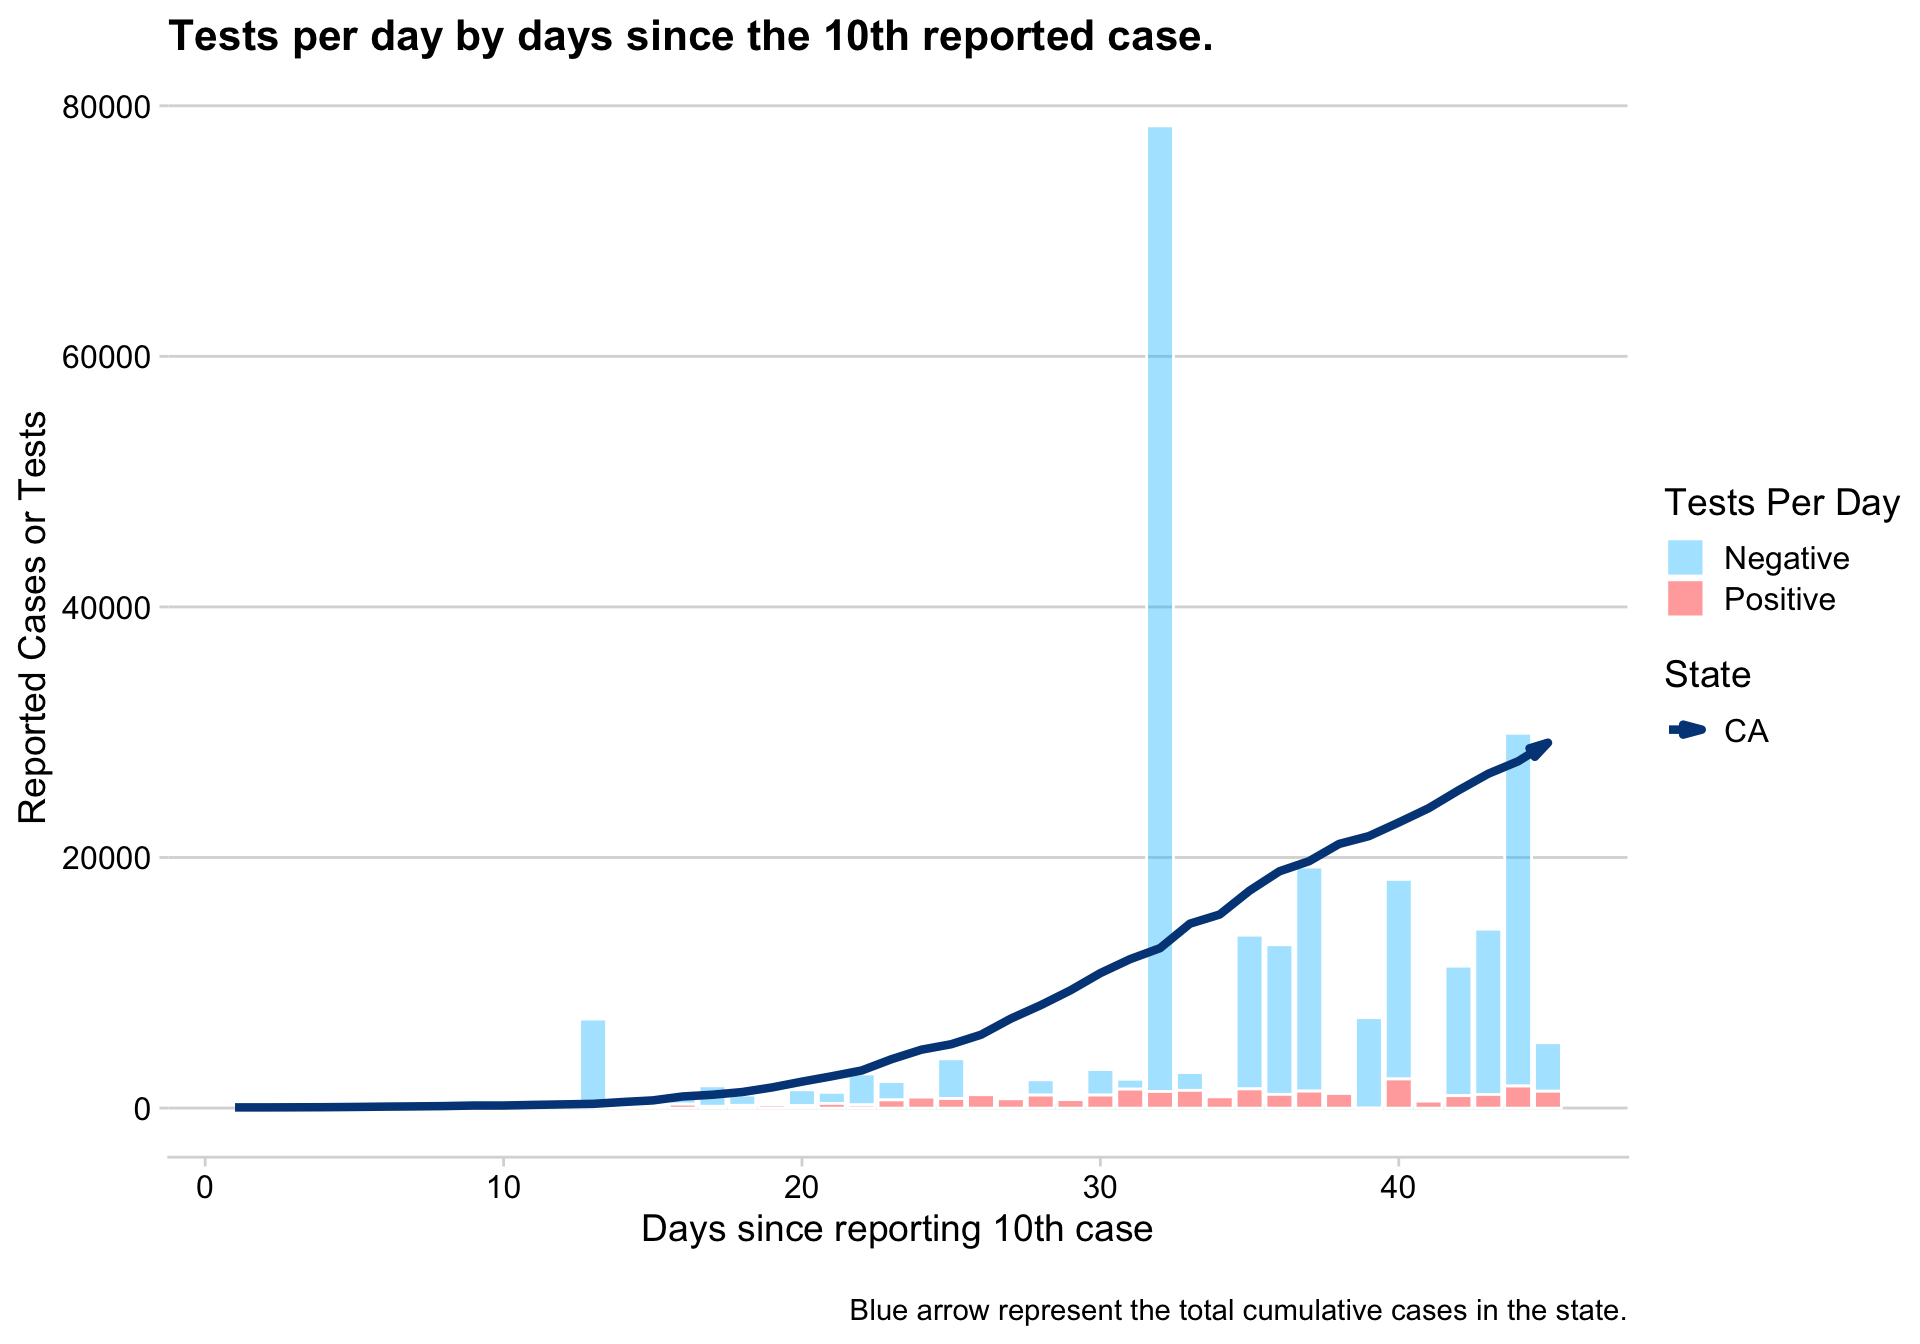 Tests per day by days since the 10th reported case.
80000
60000
40000
20000
0
Reported Cases or Tests
0 10 20 30 40
Days since reporting 10th case
Tests Per Day
Negative
Positive
State
CA
Blue arrow represent the total cumulative cases in the state.